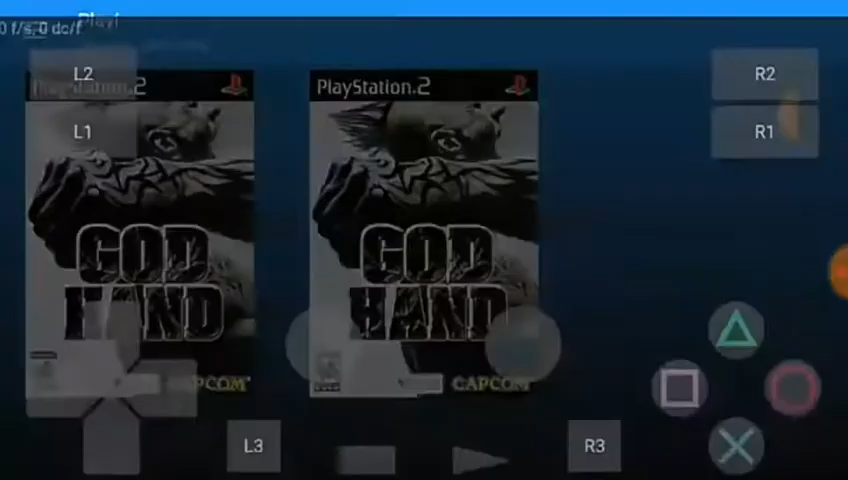 Play!
0 f/s, 0 dc/f
L2
R2
PlayStation.2
PlayStation.2
L1
R1
GOD
HAND
GOD
HAND
CAPCOM
CAPCOM
L3
R3